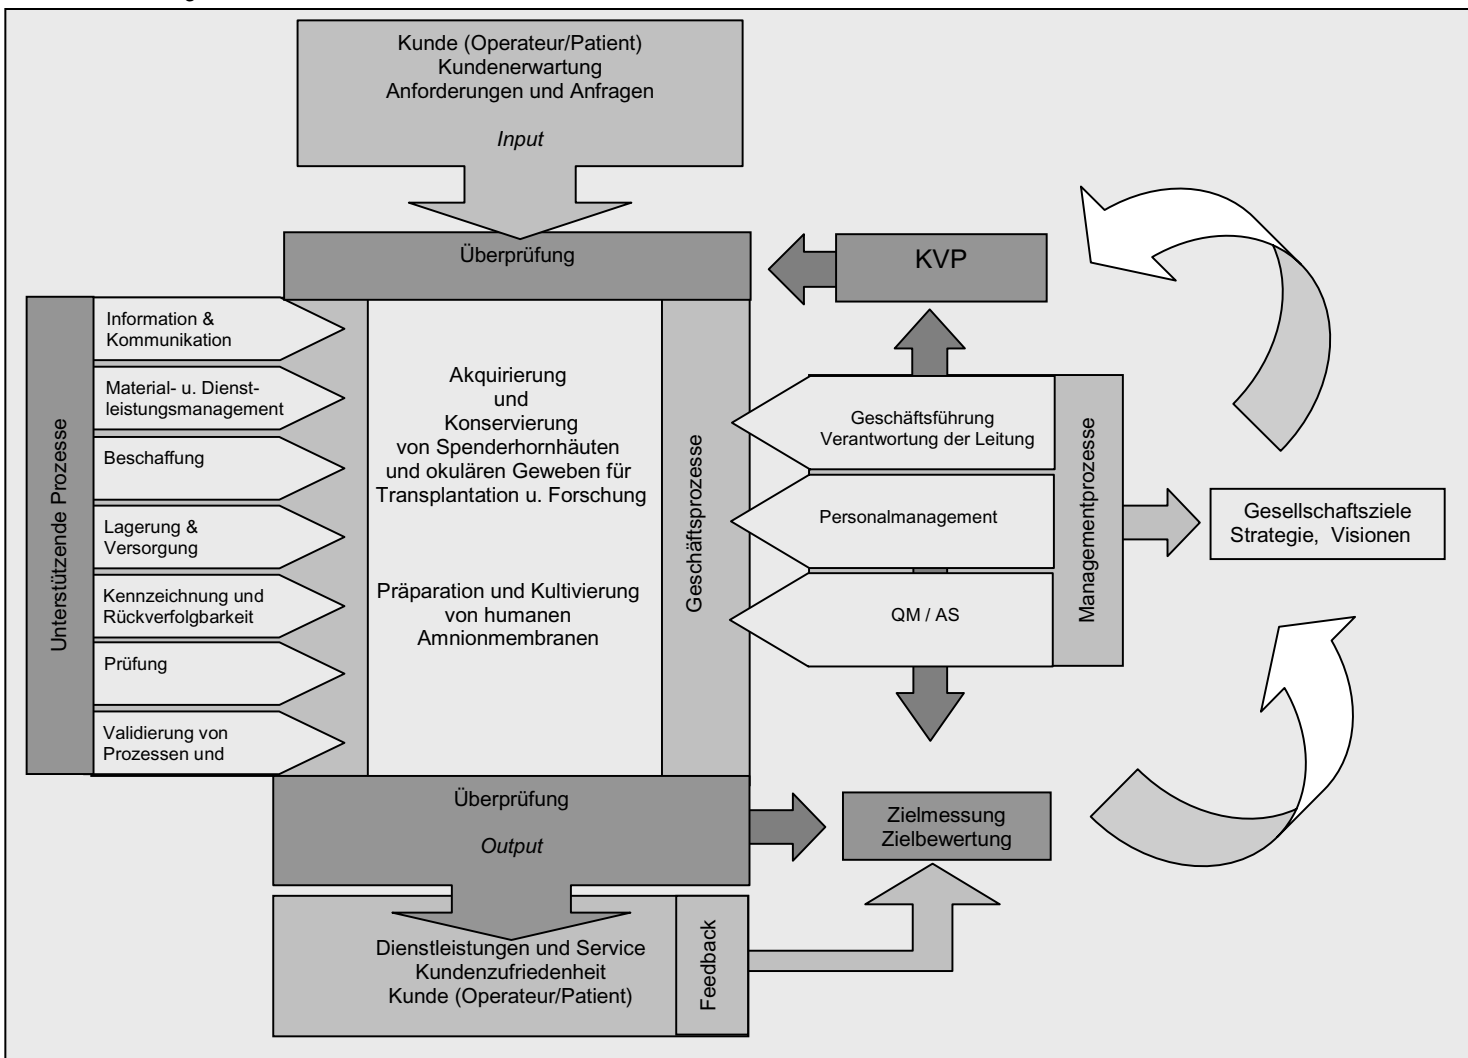 Kunde (Operateur/Patient)
Kundenerwartung
Anforderungen und Anfragen
Input
Überprüfung
KVP
Unterstützende Prozesse
Information &
Kommunikation
Material- u. Dienst-
leistungsmanagement
Beschaffung
Lagerung &
Versorgung
Kennzeichnung und
Rückverfolgbarkeit
Prüfung
Validierung von
Prozessen und
Akquirierung
und
Konservierung
von Spenderhornhäuten
und okulären Geweben für
Transplantation u. Forschung
Präparation und Kultivierung
von humanen
Amnionmembranen
Geschäftsprozesse
Geschäftsführung
Verantwortung der Leitung
Personalmanagement
QM / AS
Managementprozesse
Gesellschaftsziele
Strategie, Visionen
Überprüfung
Output
Zielmessung
Zielbewertung
Dienstleistungen und Service
Kundenzufriedenheit
Kunde (Operateur/Patient)
Feedback